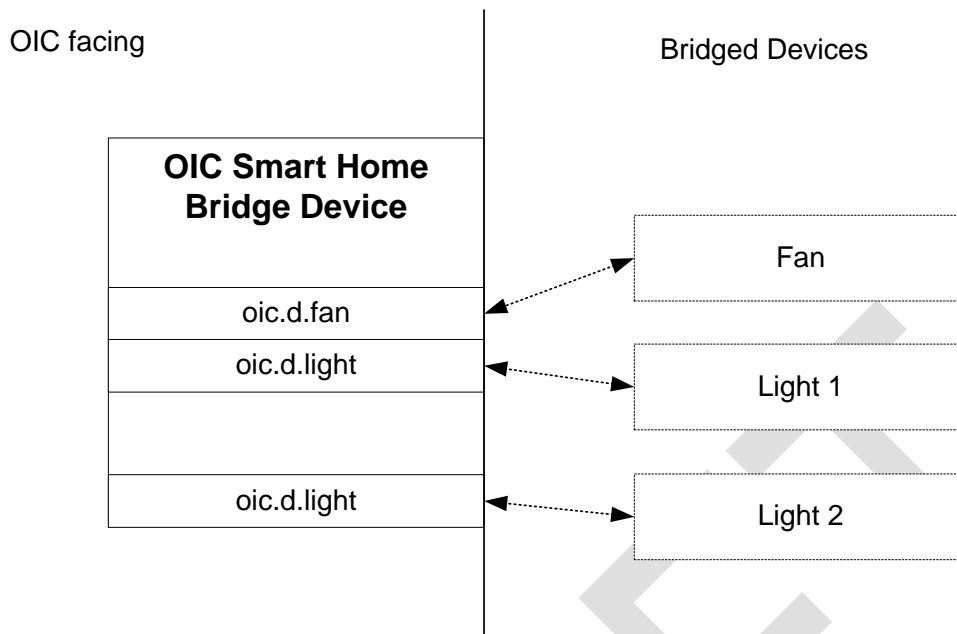 OIC facing
Bridged Devices
OIC Smart Home
Bridge Device
oic.d.fan
oic.d.light
oic.d.light
Fan
Light 1
Light 2